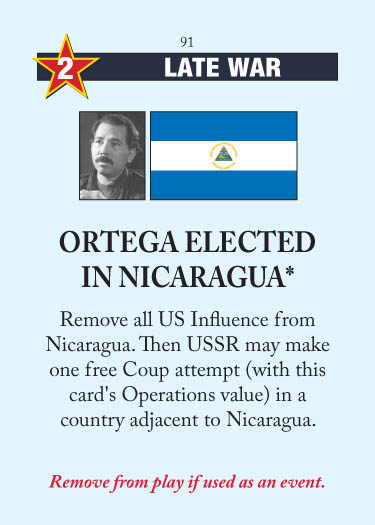 91
2
LATE WAR
ORTEGA ELECTED
IN NICARAGUA*
Remove all US Influence from
Nicaragua. Then USSR may make
one free Coup attempt (with this
card's Operations value) in a
country adjacent to Nicaragua.
Remove from play if used as an event.